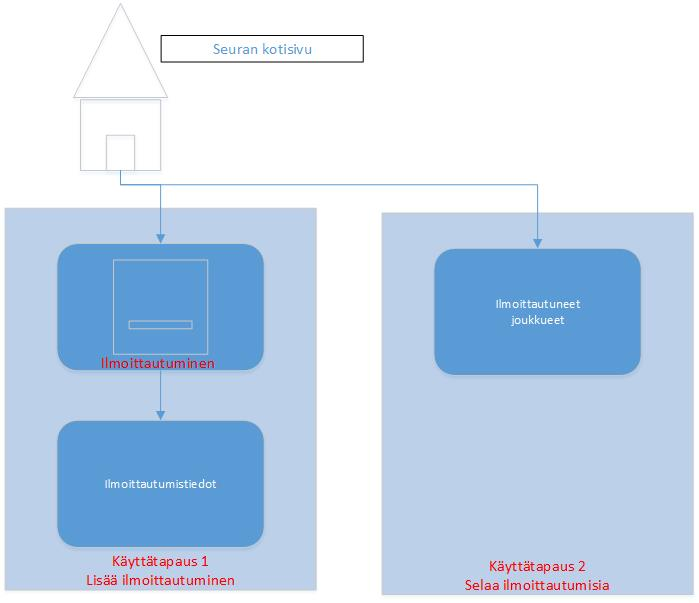 Seuran kotisivu
Ilmoittautuminen
Ilmoittautumistiedot
Käyttätapaus 1
Lisää ilmoittautuminen
Ilmoittautuneet
joukkueet
Käyttätapaus 2
Selaa ilmoittautumisia